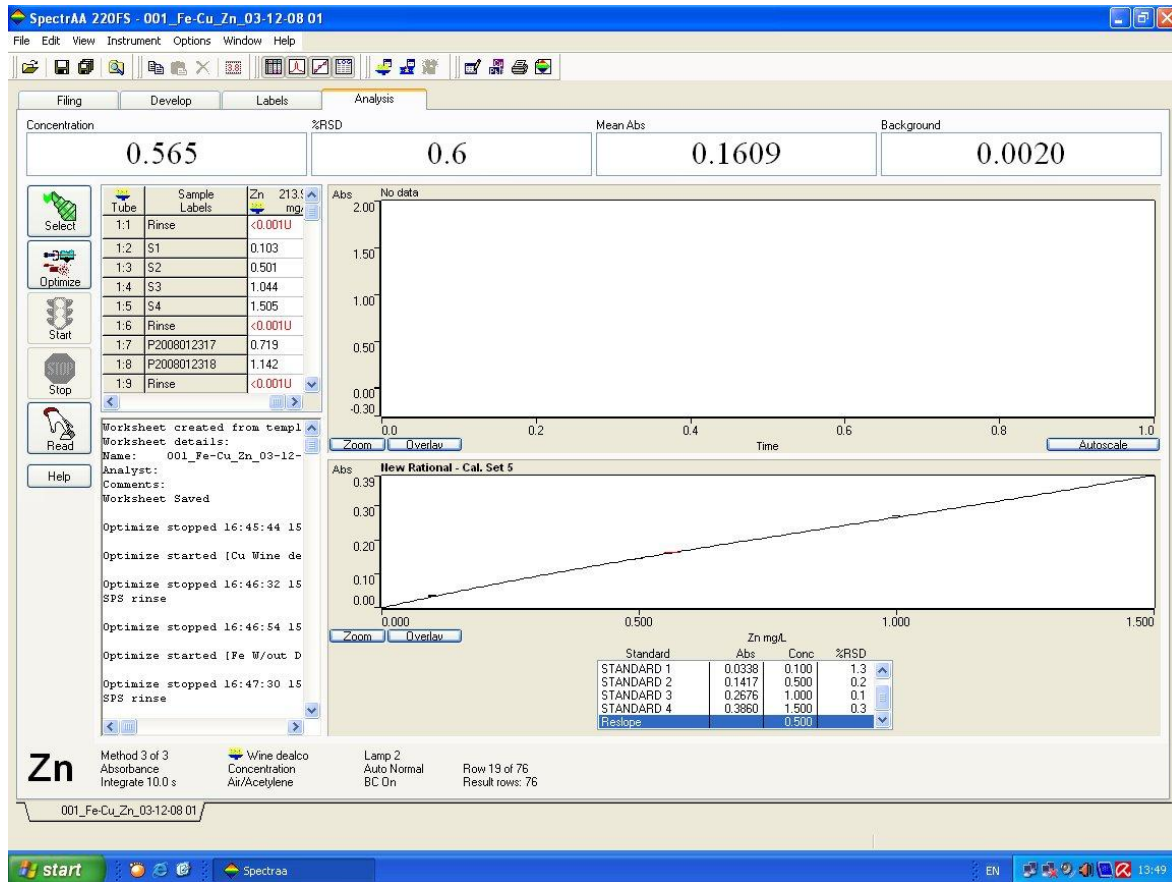 SpectrAA 220FS - 001_Fe-Cu_Zn_03-12-08 01
File Edit View Instrument Options Window Help
Filing Develop Labels Analysis
Concentration %RSD Mean Abs Background
0.565 0.6 0.1609 0.0020
Select
Optimize
Start
STOP
Stop
Read
Help
Tube Sample Labels Zn 213.9 mg/
1:1 Rinse <0.001U
1:2 S1 0.103
1:3 S2 0.501
1:4 S3 1.044
1:5 S4 1.505
1:6 Rinse <0.001U
1:7 P2008012317 0.719
1:8 P2008012318 1.142
1:9 Rinse <0.001U
Worksheet created from templ
Worksheet details:
Name: 001_Fe-Cu_Zn_03-12-
Analyst:
Comments:
Worksheet Saved
Optimize stopped 16:45:44 15
Optimize started [Cu Wine de
Optimize stopped 16:46:32 15
SPS rinse
Optimize stopped 16:46:54 15
Optimize started [Fe W/out D
Optimize stopped 16:47:30 15
SPS rinse
Abs No data
2.00
1.50
1.00
0.50
0.00
-0.30
0.0 0.2 0.4 0.6 0.8 1.0
Zoom Overlay Time Autoscale
Abs New Rational - Cal. Set 5
0.39
0.30
0.20
0.10
0.00
0.000 0.500 1.000 1.500
Zoom Overlay Zn mg/L
Standard Abs Conc %RSD
STANDARD 1 0.0338 0.100 1.3
STANDARD 2 0.1417 0.500 0.2
STANDARD 3 0.2676 1.000 0.1
STANDARD 4 0.3860 1.500 0.3
Reslope 0.500
Zn
Method 3 of 3 Wine dealco Lamp 2
Absorbance Concentration Auto Normal Row 19 of 76
Integrate 10.0 s Air/Acetylene BC On Result rows: 76
001_Fe-Cu_Zn_03-12-08 01
start Spectraa EN 13:49